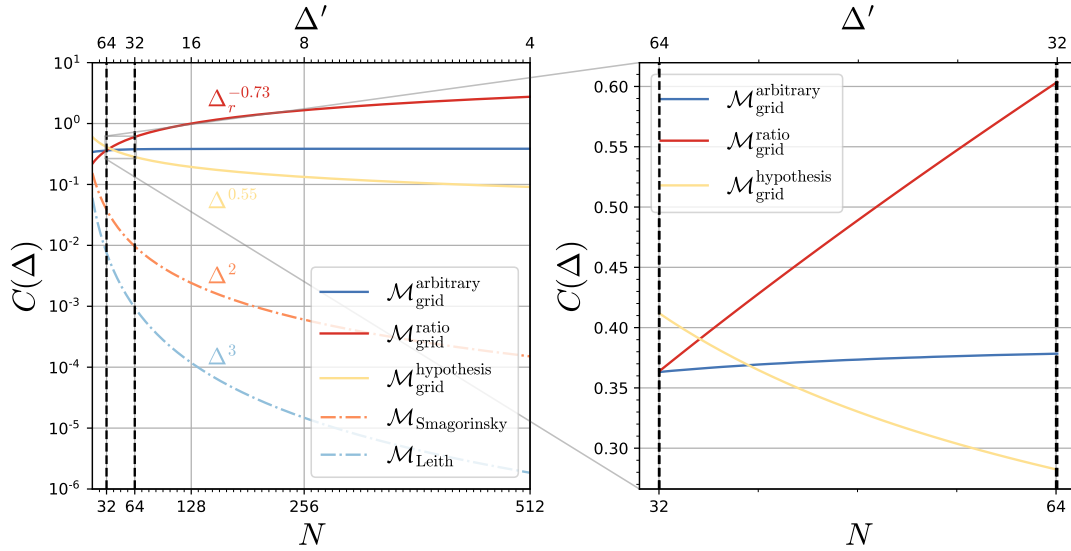 Δ′
64 32 16 8 4
10^1
10^0
10^-1
10^-2
10^-3
10^-4
10^-5
10^-6
C(Δ)
Δ_r^-0.73
Δ^0.55
Δ^2
Δ^3
ℳ_grid^arbitrary
ℳ_grid^ratio
ℳ_grid^hypothesis
ℳ_Smagorinsky
ℳ_Leith
32 64 128 256 512
N
Δ′
64 32
0.60
0.55
0.50
0.45
0.40
0.35
0.30
C(Δ)
ℳ_grid^arbitrary
ℳ_grid^ratio
ℳ_grid^hypothesis
32 64
N